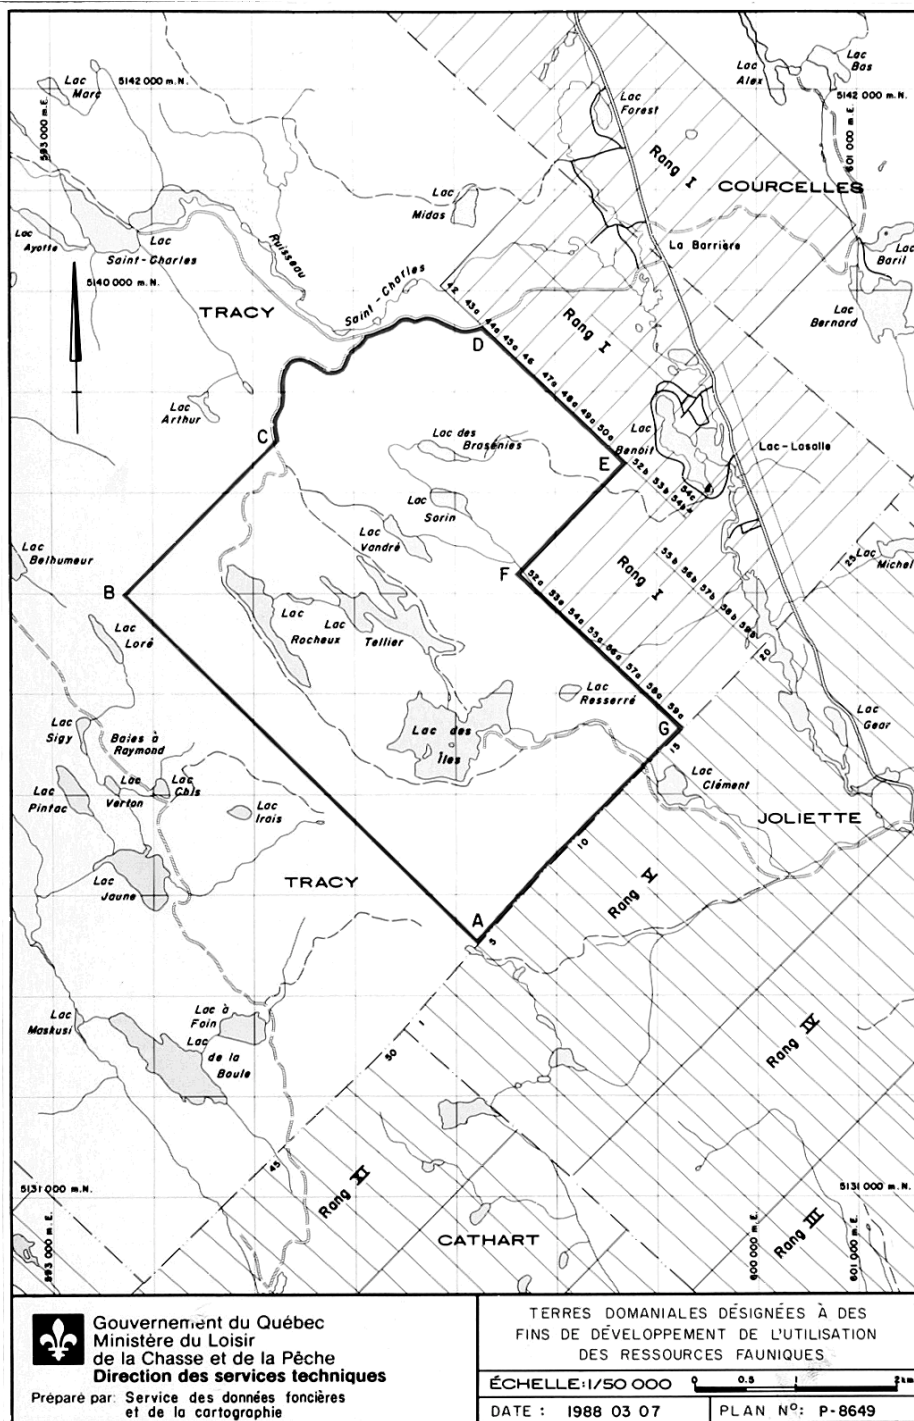 Lac
Marc
5142 000 m.N.
593 000 m.E.
Lac
Forest
Lac
Alex
Lac
Bas
5142 000 m.N.
601 000 m.E.
Rang I
COURCELLES
Lac
Midas
Lac
Ayotte
Lac
Saint-Charles
Ruisseau
Saint-Charles
La Barrière
Lac
Baril
5140 000 m.N.
TRACY
42
43a
44a
45a
46
47a
48a
49a
50a
Rang I
Lac
Bernard
D
Lac
Arthur
C
Lac des
Brasénies
Lac
Benoit
Lac-Lasalle
E
52b
53b
54b
54c
Lac
Sorin
Lac
Vandré
Lac
Belhumeur
B
F
52a
53a
54a
55a
56a
57a
58a
59a
Rang I
55b
56b
57b
58b
59b
25
Lac
Michel
20
Lac
Loré
Lac
Rocheux
Lac
Tellier
Lac
Resserré
Lac
Sigy
Baies à
Raymond
Lac des
Îles
G
15
Lac
Gear
Lac
Pintac
Lac
Verton
Lac
Chis
Lac
Irais
Lac
Clément
JOLIETTE
10
Lac
Jaune
TRACY
Rang V
A
5
Lac
Maskusi
Lac à
Foin
Lac
de la
Boule
1
50
Rang IV
45
5131 000 m.N.
Rang XI
5131 000 m.N.
593 000 m.E.
CATHART
600 000 m.E.
Rang III
601 000 m.E.
Gouvernement du Québec
Ministère du Loisir
de la Chasse et de la Pêche
Direction des services techniques
Préparé par: Service des données foncières
et de la cartographie
TERRES DOMANIALES DÉSIGNÉES À DES
FINS DE DÉVELOPPEMENT DE L'UTILISATION
DES RESSOURCES FAUNIQUES
ÉCHELLE: 1/50 000
0 0.5 1 2km
DATE : 1988 03 07
PLAN Nº: P-8649